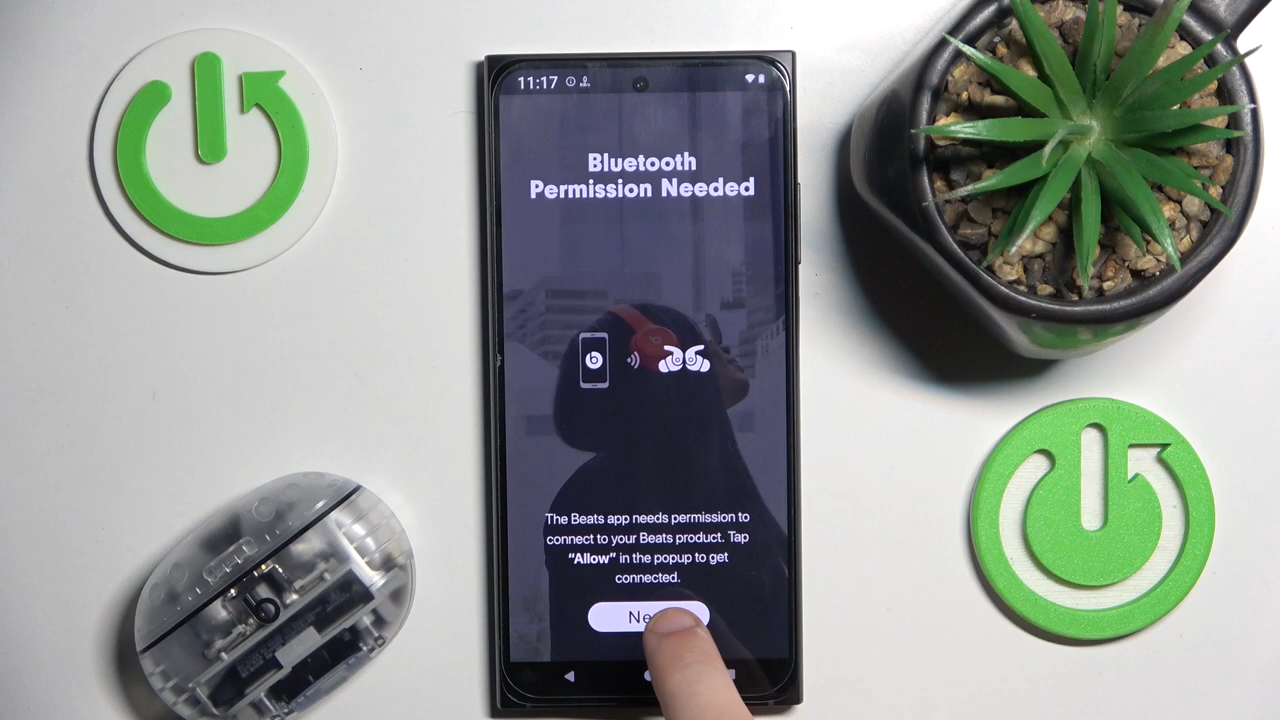 11:17
Bluetooth
Permission Needed
The Beats app needs permission to
connect to your Beats product. Tap
“Allow” in the popup to get
connected.